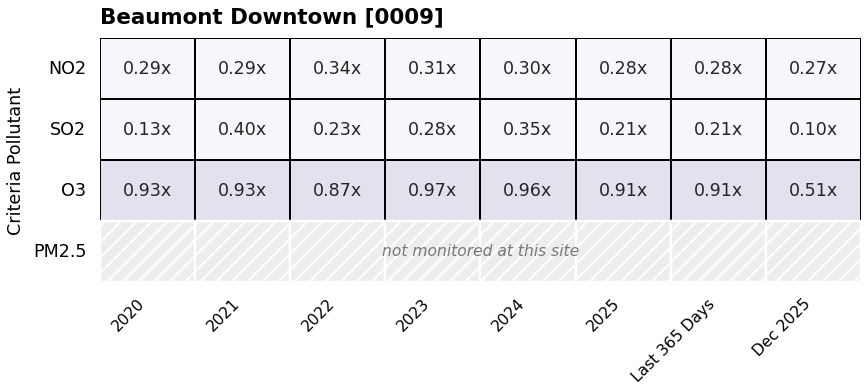 Beaumont Downtown [0009]
Criteria Pollutant
NO2 0.29x 0.29x 0.34x 0.31x 0.30x 0.28x 0.28x 0.27x
SO2 0.13x 0.40x 0.23x 0.28x 0.35x 0.21x 0.21x 0.10x
O3 0.93x 0.93x 0.87x 0.97x 0.96x 0.91x 0.91x 0.51x
PM2.5 not monitored at this site
2020 2021 2022 2023 2024 2025 Last 365 Days Dec 2025